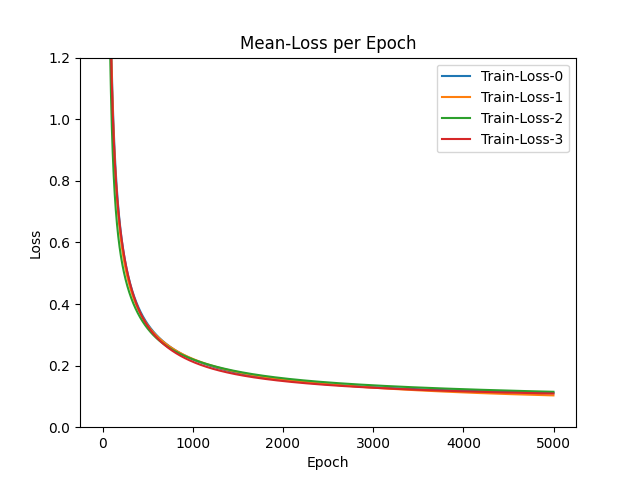 Mean-Loss per Epoch
1.2
1.0
0.8
0.6
0.4
0.2
0.0
Loss
Train-Loss-0
Train-Loss-1
Train-Loss-2
Train-Loss-3
0 1000 2000 3000 4000 5000
Epoch